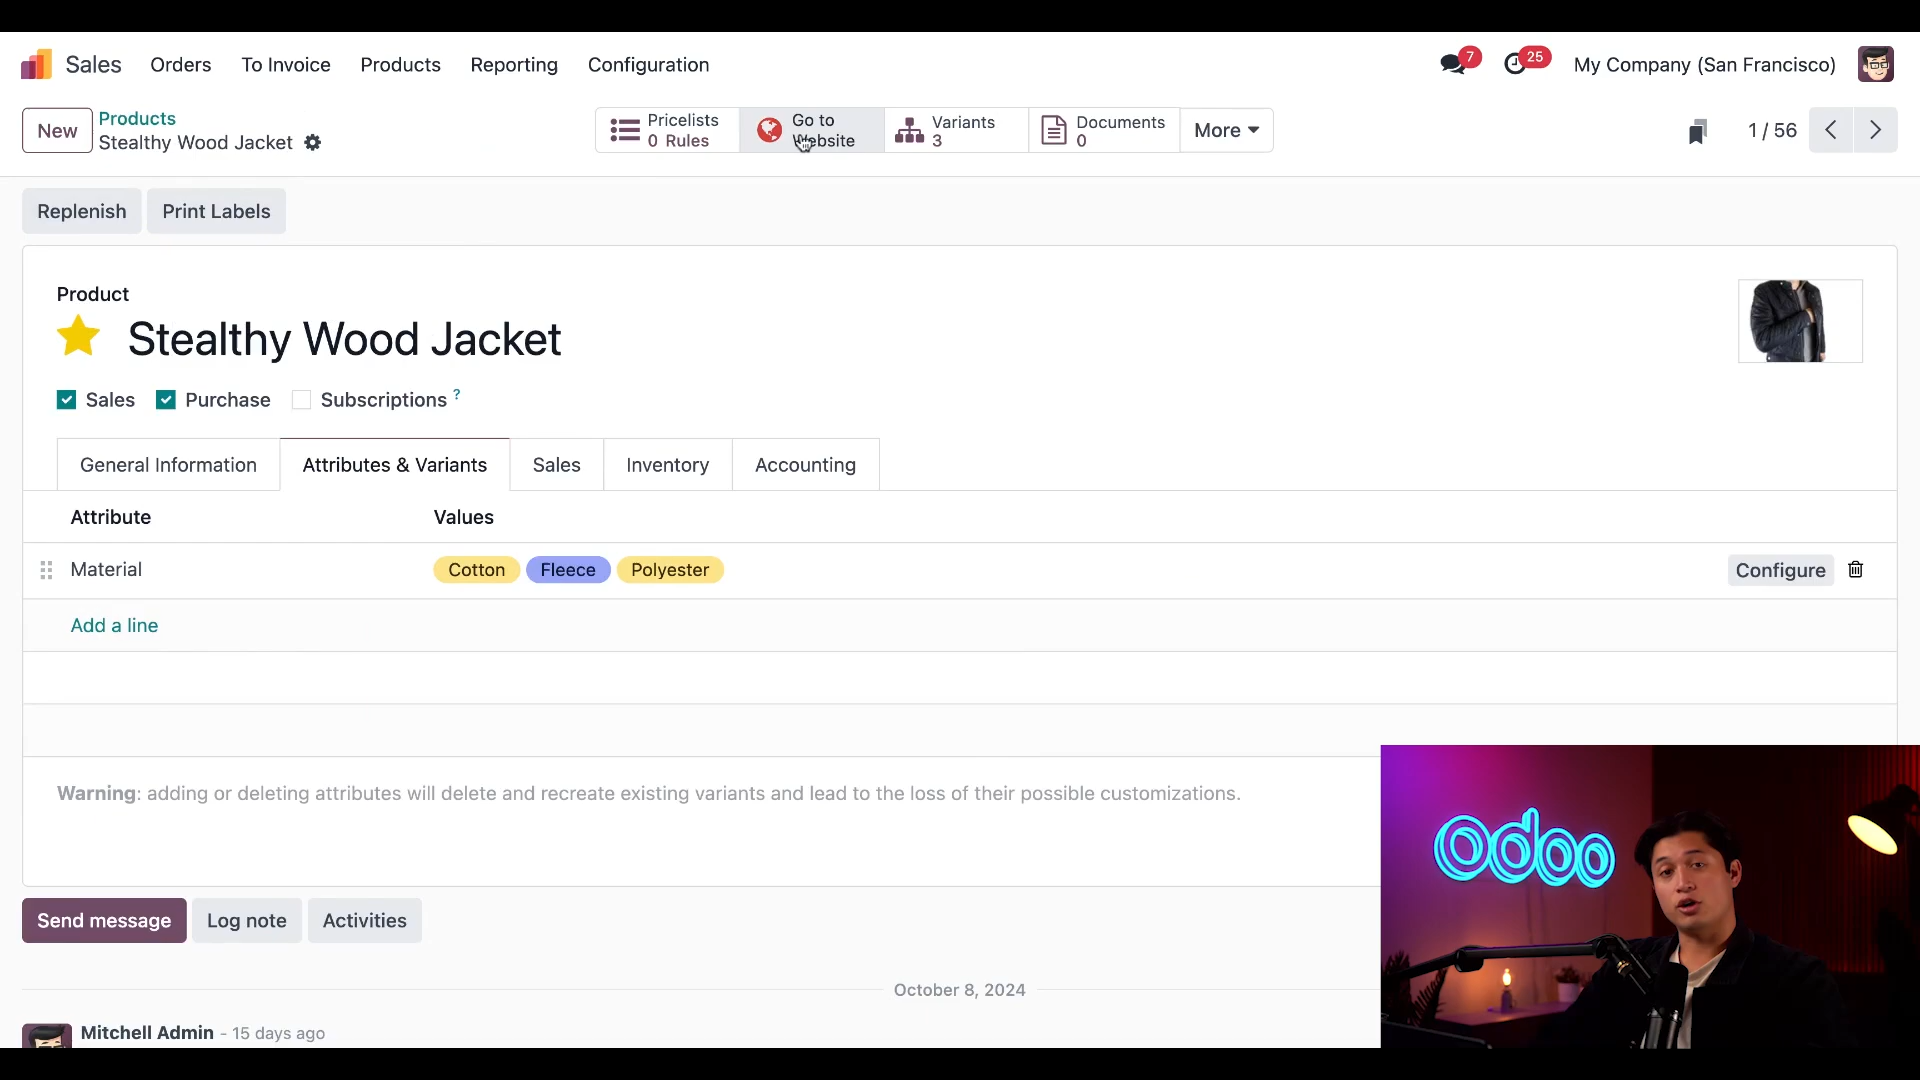 Sales Orders To Invoice Products Reporting Configuration 7 25 My Company (San Francisco)
New Products Pricelists Go to Variants Documents More 1 / 56
Stealthy Wood Jacket 0 Rules Website 3 0
Replenish Print Labels
Product
Stealthy Wood Jacket
Sales Purchase Subscriptions ?
General Information Attributes & Variants Sales Inventory Accounting
Attribute Values
Material Cotton Fleece Polyester Configure
Add a line
Warning: adding or deleting attributes will delete and recreate existing variants and lead to the loss of their possible customizations.
odoo
Send message Log note Activities
October 8, 2024
Mitchell Admin - 15 days ago